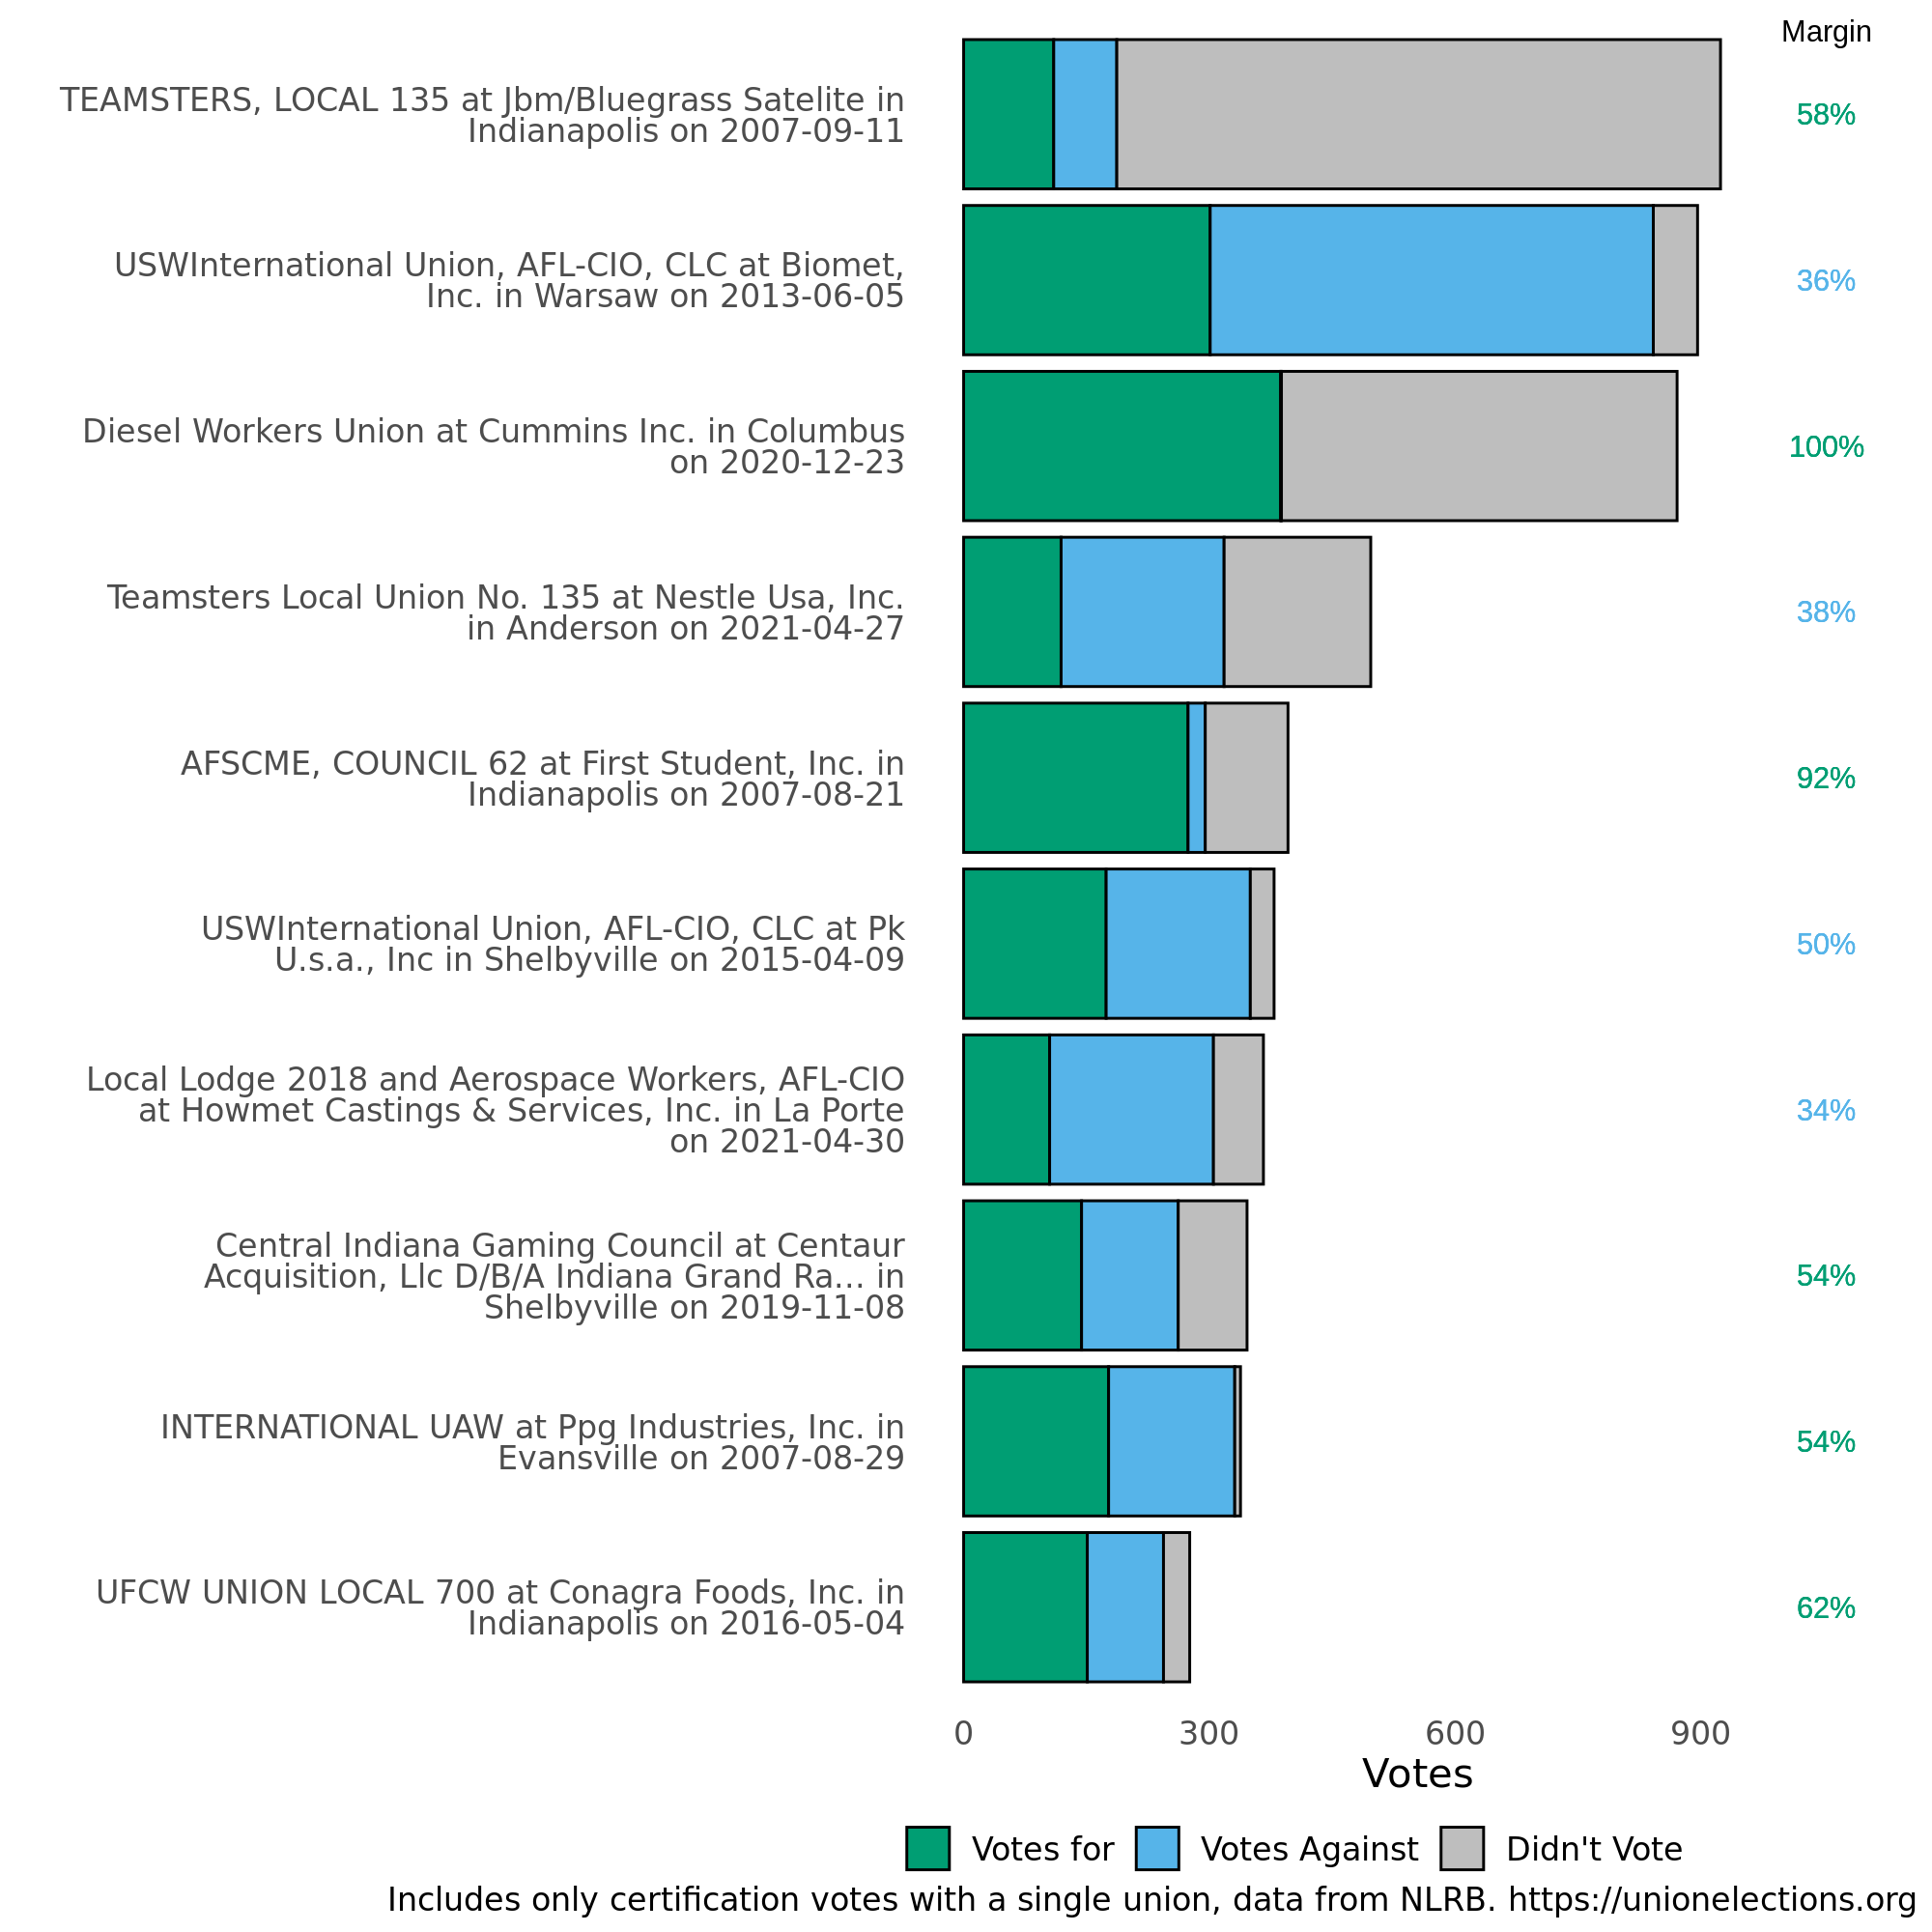 Margin
TEAMSTERS, LOCAL 135 at Jbm/Bluegrass Satelite in
Indianapolis on 2007-09-11
58%
USWInternational Union, AFL-CIO, CLC at Biomet,
Inc. in Warsaw on 2013-06-05
36%
Diesel Workers Union at Cummins Inc. in Columbus
on 2020-12-23
100%
Teamsters Local Union No. 135 at Nestle Usa, Inc.
in Anderson on 2021-04-27
38%
AFSCME, COUNCIL 62 at First Student, Inc. in
Indianapolis on 2007-08-21
92%
USWInternational Union, AFL-CIO, CLC at Pk
U.s.a., Inc in Shelbyville on 2015-04-09
50%
Local Lodge 2018 and Aerospace Workers, AFL-CIO
at Howmet Castings & Services, Inc. in La Porte
on 2021-04-30
34%
Central Indiana Gaming Council at Centaur
Acquisition, Llc D/B/A Indiana Grand Ra... in
Shelbyville on 2019-11-08
54%
INTERNATIONAL UAW at Ppg Industries, Inc. in
Evansville on 2007-08-29
54%
UFCW UNION LOCAL 700 at Conagra Foods, Inc. in
Indianapolis on 2016-05-04
62%
0 300 600 900
Votes
Votes for Votes Against Didn't Vote
Includes only certification votes with a single union, data from NLRB. https://unionelections.org